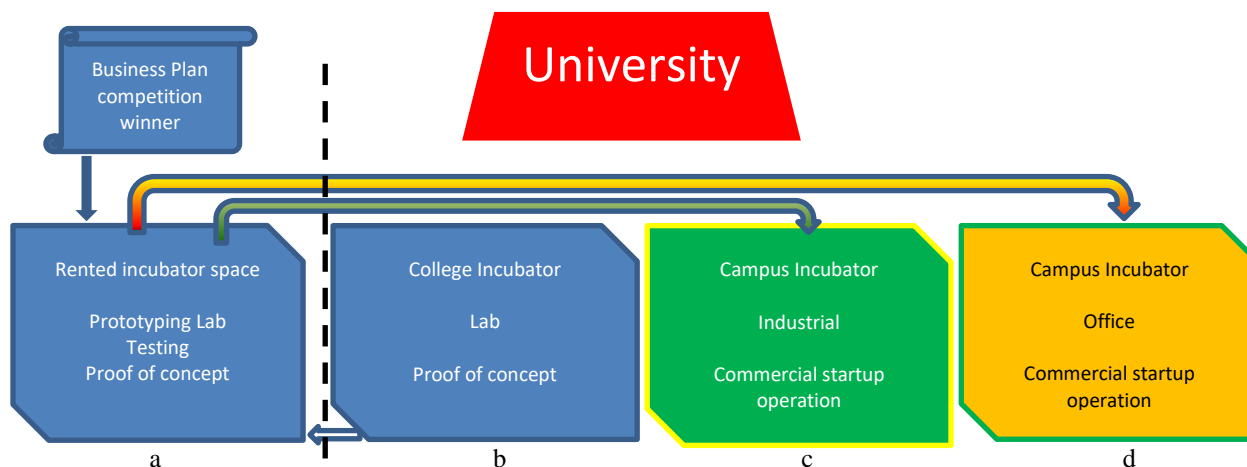 Business Plan
competition
winner
University
Rented incubator space
Prototyping Lab
Testing
Proof of concept
College Incubator
Lab
Proof of concept
Campus Incubator
Industrial
Commercial startup
operation
Campus Incubator
Office
Commercial startup
operation
a
b
c
d